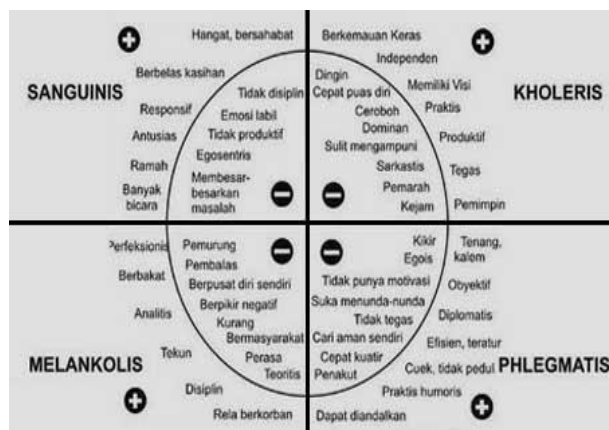 Hangat, bersahabat
Berbelas kasihan
SANGUINIS
Tidak disiplin
Responsif
Emosi labil
Antusias
Tidak produktif
Egosentris
Ramah
Membesar-
besarkan
masalah
Banyak
bicara
Berkemauan Keras
Independen
Dingin
Cepat puas diri
Memiliki Visi
KHOLERIS
Ceroboh
Praktis
Dominan
Produktif
Sulit mengampuni
Sarkastis
Tegas
Pemarah
Kejam
Pemimpin
Perfeksionis
Pemurung
Pembalas
Berbakat
Berpusat diri sendiri
Berpikir negatif
Analitis
Kurang
Bermasyarakat
Tekun
Perasa
MELANKOLIS
Teoritis
Disiplin
Rela berkorban
Kikir
Egois
Tenang,
kalem
Tidak punya motivasi
Obyektif
Suka menunda-nunda
Tidak tegas
Diplomatis
Cari aman sendiri
Efisien, teratur
Cepat kuatir
Cuek, tidak peduli
PHLEGMATIS
Penakut
Praktis humoris
Dapat diandalkan